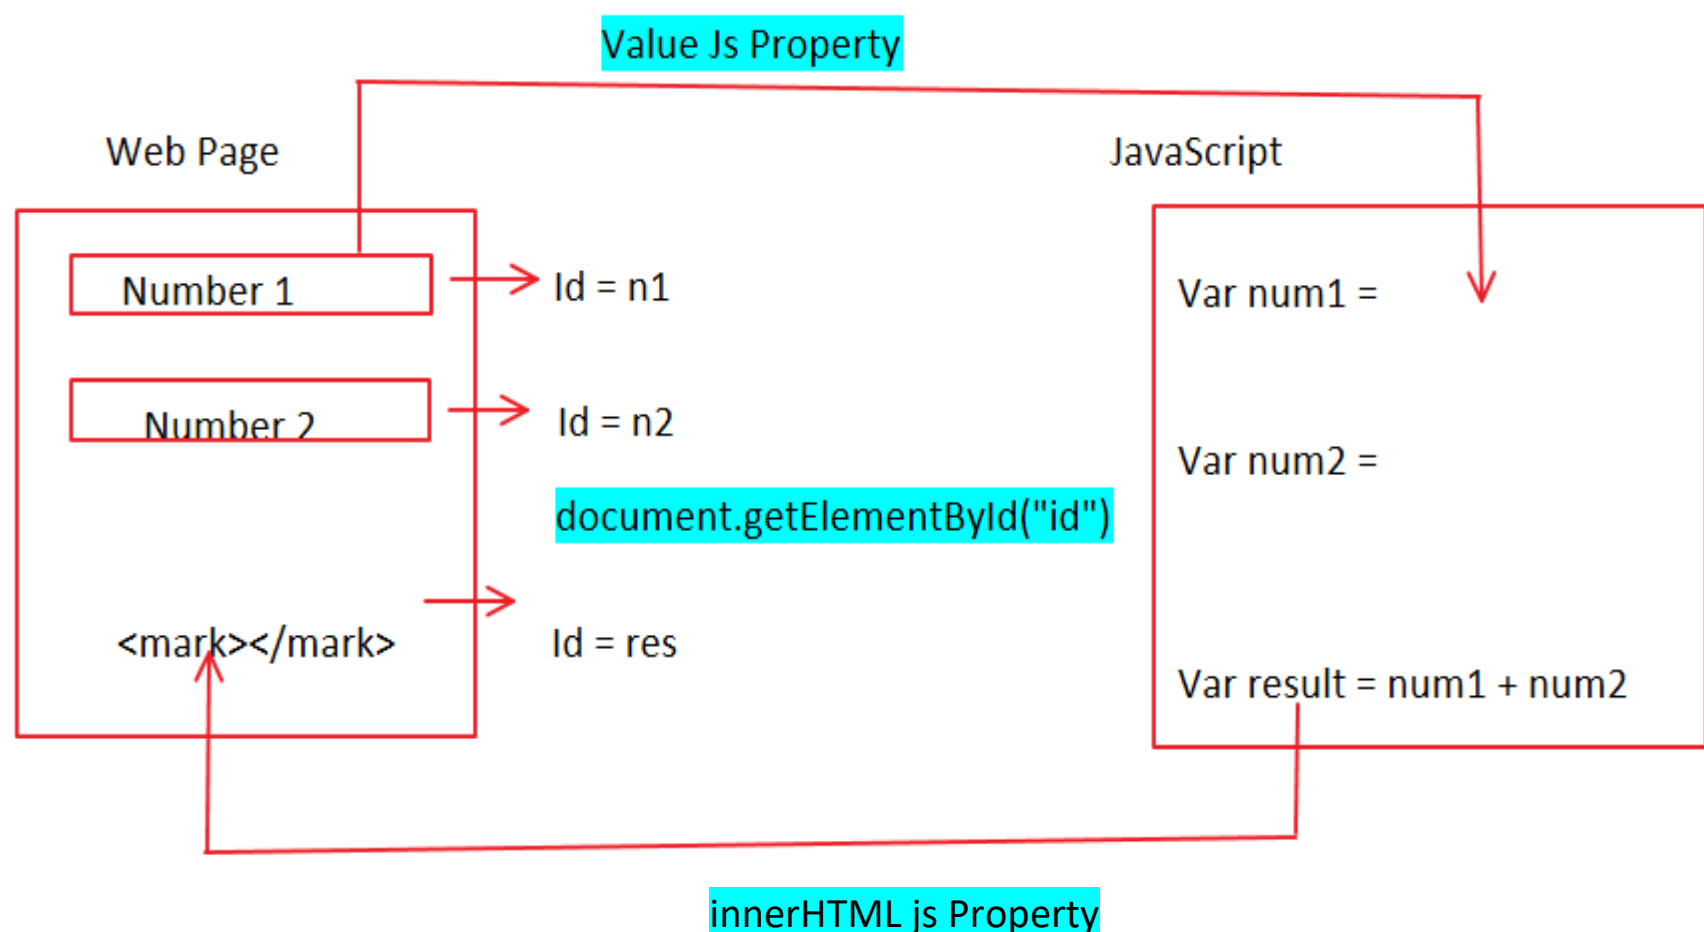 Value Js Property
Web Page
JavaScript
Number 1
Id = n1
Var num1 =
Number 2
Id = n2
Var num2 =
document.getElementById("id")
<mark></mark>
Id = res
Var result = num1 + num2
innerHTML js Property